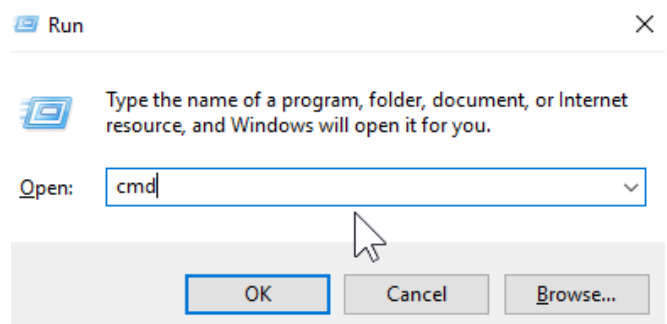 Run
Type the name of a program, folder, document, or Internet
resource, and Windows will open it for you.
Open: cmd
OK Cancel Browse...